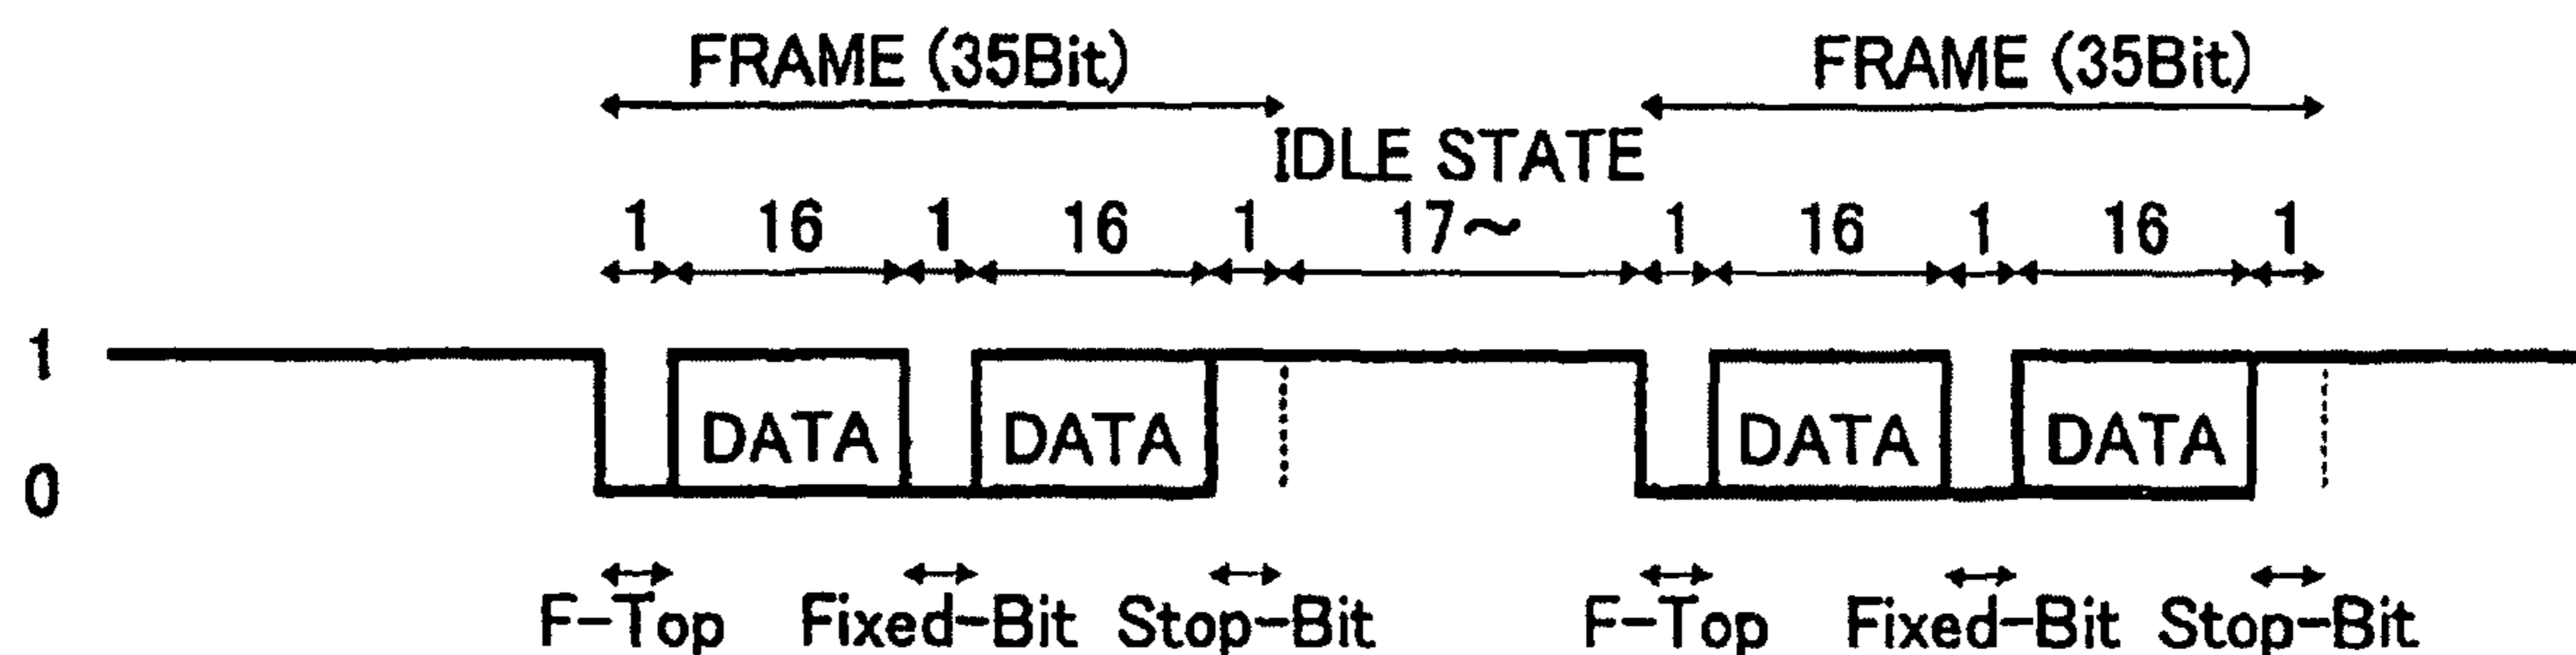 FRAME (35Bit) FRAME (35Bit)
IDLE STATE
1 16 1 16 1 17～ 1 16 1 16 1
1
DATA DATA DATA DATA
0
F-Top Fixed-Bit Stop-Bit F-Top Fixed-Bit Stop-Bit